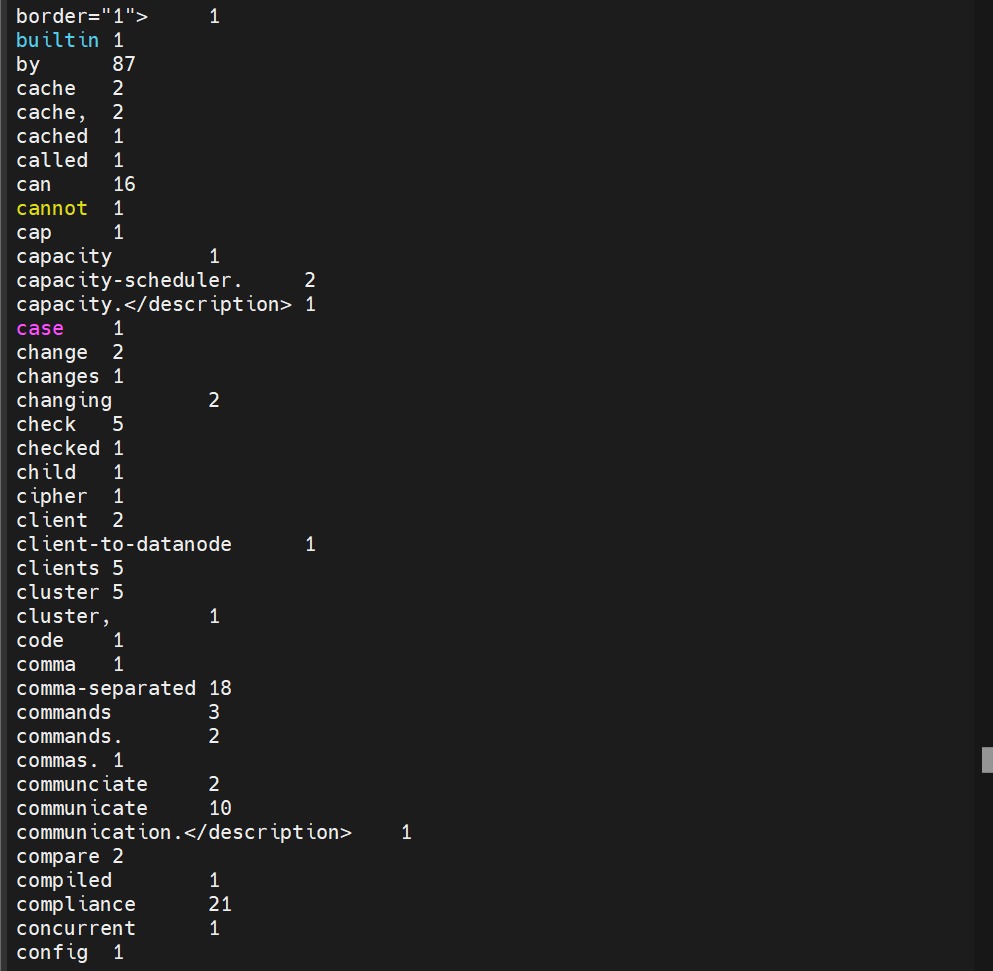 border="1">	1
builtin	1
by	87
cache	2
cache,	2
cached	1
called	1
can	16
cannot	1
cap	1
capacity	1
capacity-scheduler.	2
capacity.</description>	1
case	1
change	2
changes	1
changing	2
check	5
checked	1
child	1
cipher	1
client	2
client-to-datanode	1
clients	5
cluster	5
cluster,	1
code	1
comma	1
comma-separated	18
commands	3
commands.	2
commas.	1
communciate	2
communicate	10
communication.</description>	1
compare	2
compiled	1
compliance	21
concurrent	1
config	1